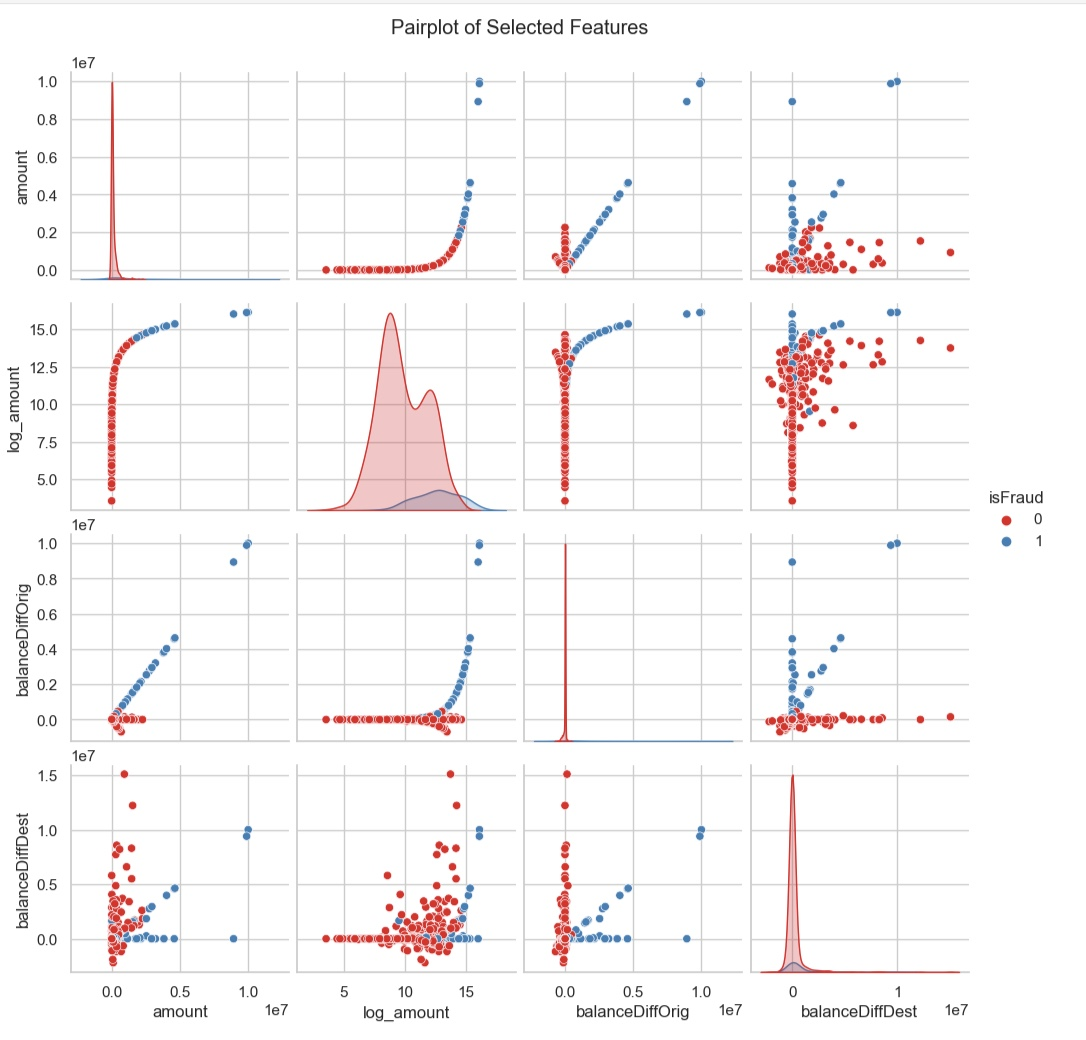 Pairplot of Selected Features
1e7
1.0
0.8
0.6
0.4
0.2
0.0
amount
15.0
12.5
10.0
7.5
5.0
log_amount
1e7
1.0
0.8
0.6
0.4
0.2
0.0
balanceDiffOrig
1e7
1.5
1.0
0.5
0.0
balanceDiffDest
0.0 0.5 1.0
1e7
amount
5 10 15
log_amount
0.0 0.5 1.0
1e7
balanceDiffOrig
0 1
1e7
balanceDiffDest
isFraud
0
1